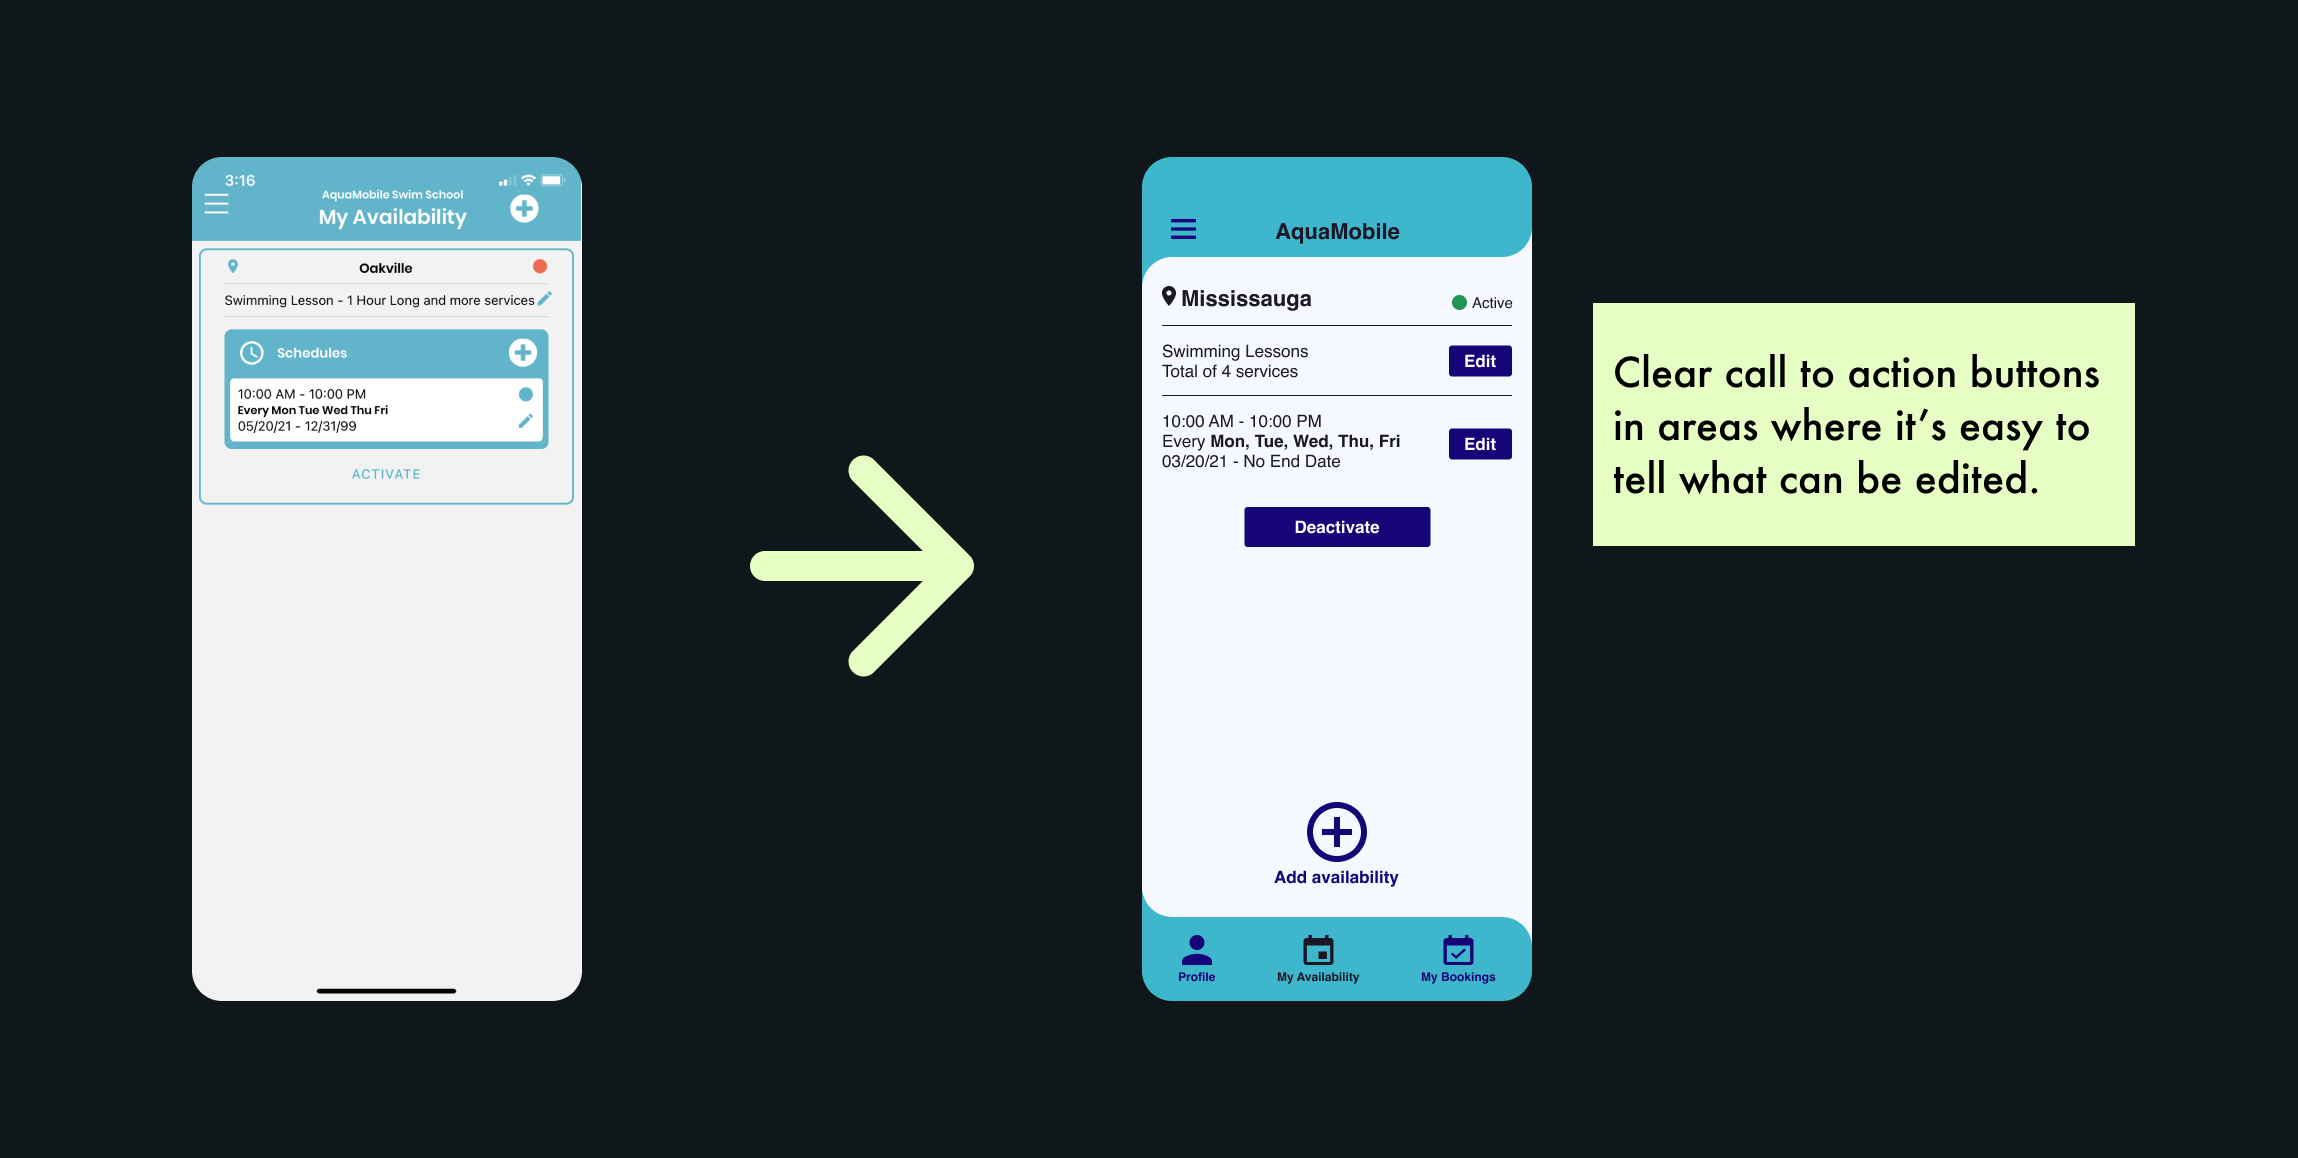 3:16
AquaMobile Swim School
My Availability
Oakville
Swimming Lesson - 1 Hour Long and more services
Schedules
10:00 AM - 10:00 PM
Every Mon Tue Wed Thu Fri
05/20/21 - 12/31/99
ACTIVATE
AquaMobile
Mississauga
Active
Swimming Lessons
Total of 4 services
Edit
10:00 AM - 10:00 PM
Every Mon, Tue, Wed, Thu, Fri
03/20/21 - No End Date
Edit
Deactivate
Add availability
Profile
My Availability
My Bookings
Clear call to action buttons
in areas where it’s easy to
tell what can be edited.